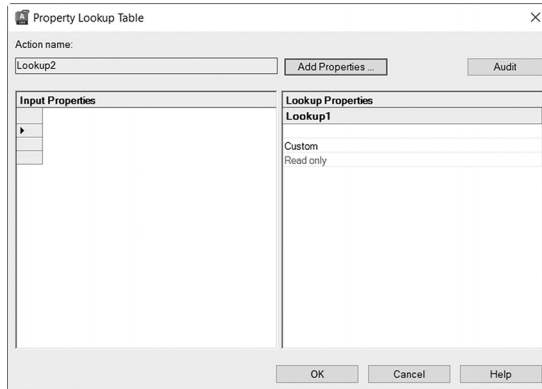 Property Lookup Table
Action name:
Lookup2
Add Properties ...
Audit
Input Properties
Lookup Properties
Lookup1
Custom
Read only
OK
Cancel
Help